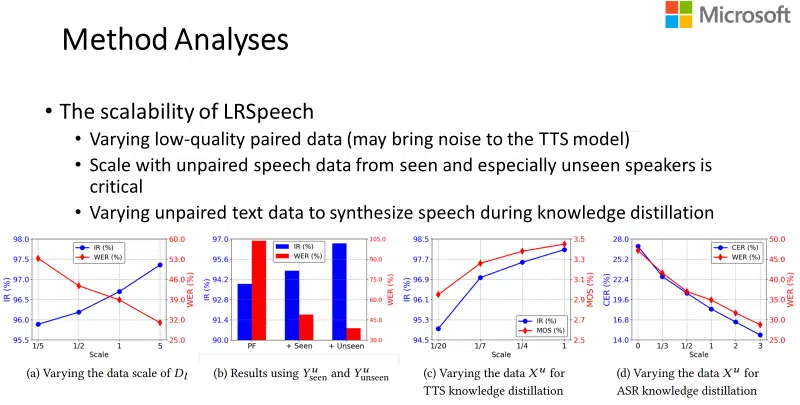 Microsoft
Method Analyses
• The scalability of LRSpeech
• Varying low-quality paired data (may bring noise to the TTS model)
• Scale with unpaired speech data from seen and especially unseen speakers is
critical
• Varying unpaired text data to synthesize speech during knowledge distillation
98.0
97.5
97.0
96.5
96.0
95.5
IR (%)
IR (%)
WER (%)
60.0
53.0
46.0
39.0
32.0
25.0
WER (%)
1/5 1/2 1 5
Scale
(a) Varying the data scale of D_I
97.0
95.6
94.2
92.8
91.4
90.0
IR (%)
IR (%)
WER (%)
105.0
90.0
75.0
60.0
45.0
30.0
WER (%)
PF + Seen + Unseen
(b) Results using Y^u_seen and Y^u_unseen
98.5
97.7
96.9
96.1
95.3
94.5
IR (%)
IR (%)
MOS (%)
3.5
3.3
3.1
2.9
2.7
2.5
MOS (%)
1/20 1/7 1/4 1
Scale
(c) Varying the data X^u for
TTS knowledge distillation
28.0
25.2
22.4
19.6
16.8
14.0
CER (%)
CER (%)
WER (%)
50.0
45.0
40.0
35.0
30.0
25.0
WER (%)
0 1/3 1/2 1 2 3
Scale
(d) Varying the data X^u for
ASR knowledge distillation